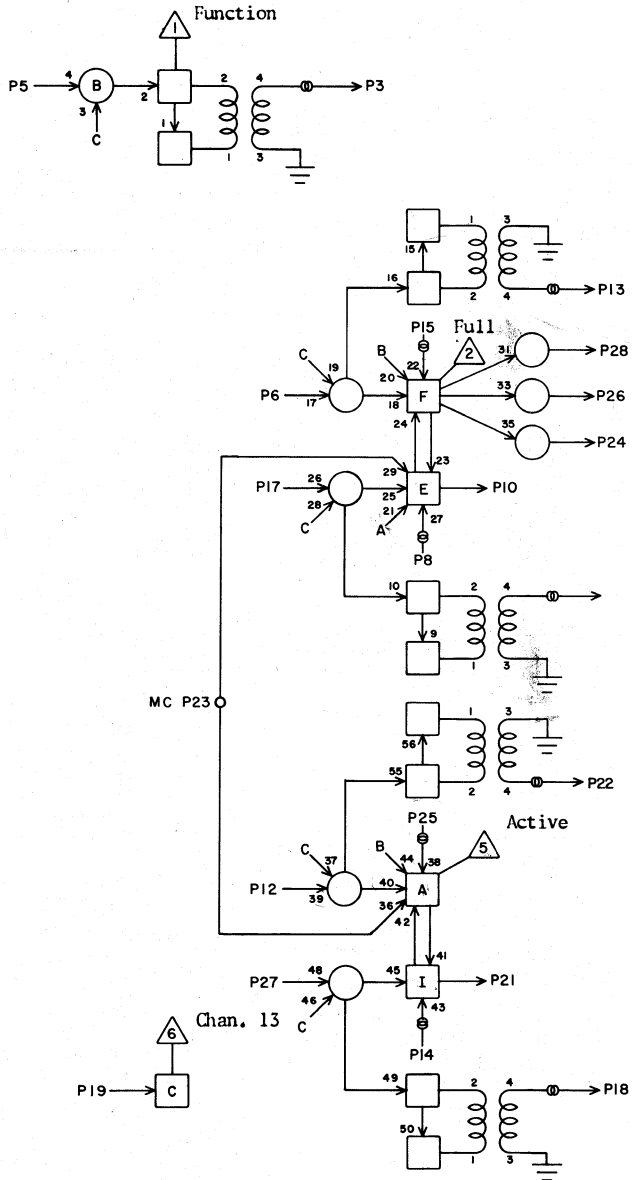 1 Function
P5 4 B 2 2 4 P3
3 1
C 1 3
1 3
15
16 2 4 P13
P15 Full
C B 2 31 P28
19 20 22
P6 17 18 F 33 P26
24 35 P24
23
29
P17 26 25 E P10
28 21 27
C A
P8
10 2 4
9
1 3
MC P23
1 3
56
55 2 4 P22
P25 Active
C 37 B 44 38 5
P12 39 40 A
36
42
41
P27 48 45 I P21
46 43
6 Chan. 13 C
P14
P19 C 49 2 4 P18
50
1 3